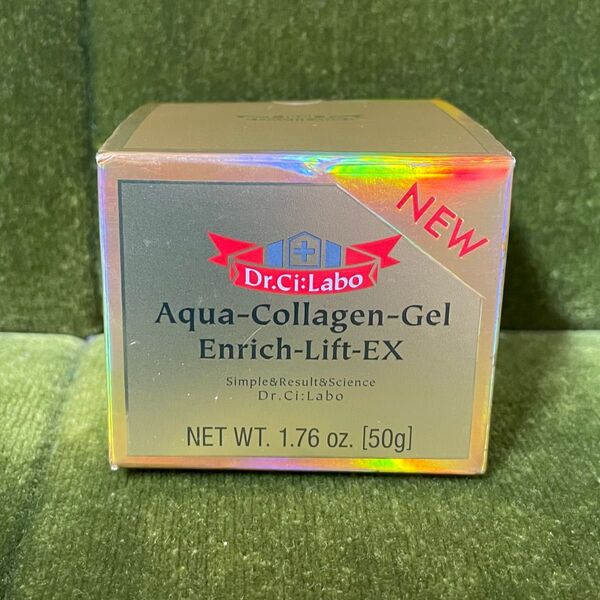 NEW
Dr.Ci:Labo
Aqua-Collagen-Gel
Enrich-Lift-EX
Simple&Result&Science
Dr.Ci:Labo
NET WT. 1.76 oz. [50g]